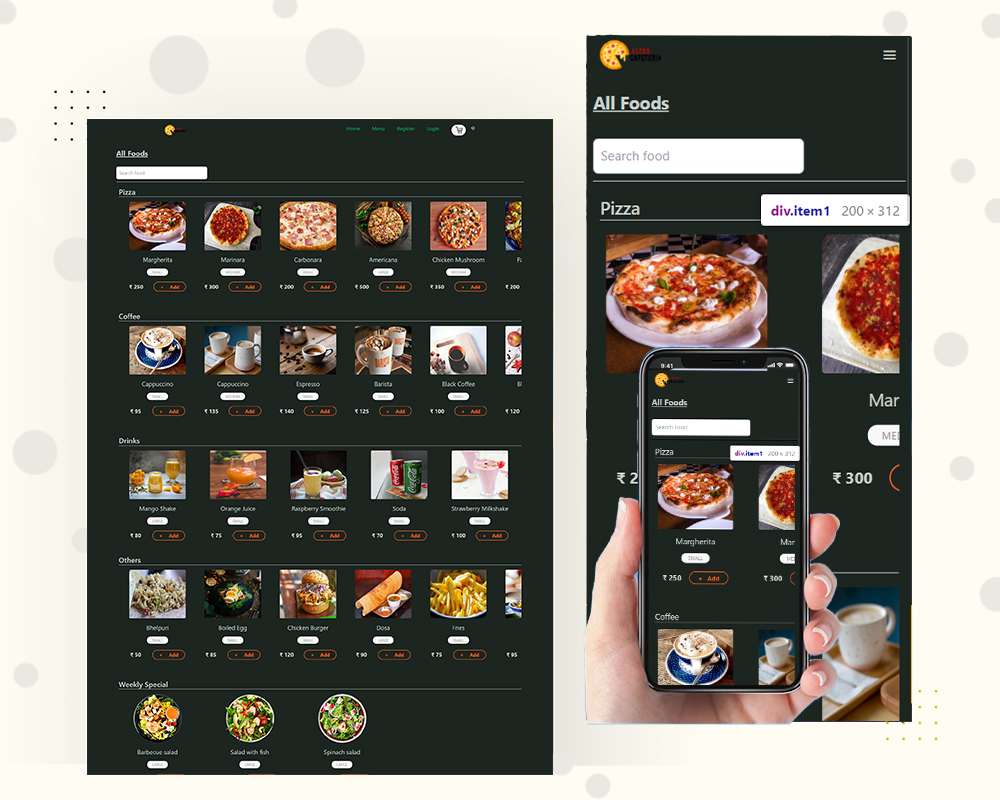 Home Menu Register Login
All Foods
Search food
Pizza
Margherita Marinara Carbonara Americana Chicken Mushroom
SMALL MEDIUM SMALL LARGE MEDIUM
₹ 250 + Add ₹ 300 + Add ₹ 200 + Add ₹ 500 + Add ₹ 350 + Add ₹ 200
Coffee
Cappuccino Cappuccino Espresso Barista Black Coffee
SMALL MEDIUM SMALL SMALL SMALL
₹ 95 + Add ₹ 135 + Add ₹ 140 + Add ₹ 125 + Add ₹ 100 + Add ₹ 120
Drinks
Coca-Cola
Mango Shake Orange Juice Raspberry Smoothie Soda Strawberry Milkshake
LARGE SMALL SMALL SMALL SMALL
₹ 80 + Add ₹ 75 + Add ₹ 95 + Add ₹ 70 + Add ₹ 100 + Add
Others
Bhelpuri Boiled Egg Chicken Burger Dosa Fries
SMALL SMALL SMALL LARGE SMALL
₹ 50 + Add ₹ 85 + Add ₹ 120 + Add ₹ 90 + Add ₹ 75 + Add ₹ 95
Weekly Special
Barbecue salad Salad with fish Spinach salad
LARGE LARGE LARGE
CAFETERIA
All Foods
Search food
Pizza
div.item1 200 × 312
Mar
MED
₹ 2 ₹ 300
9:41
All Foods
Search food
Pizza
div.item1 200 × 312
Margherita Mar
SMALL MED
₹ 250 + Add ₹ 300
Coffee